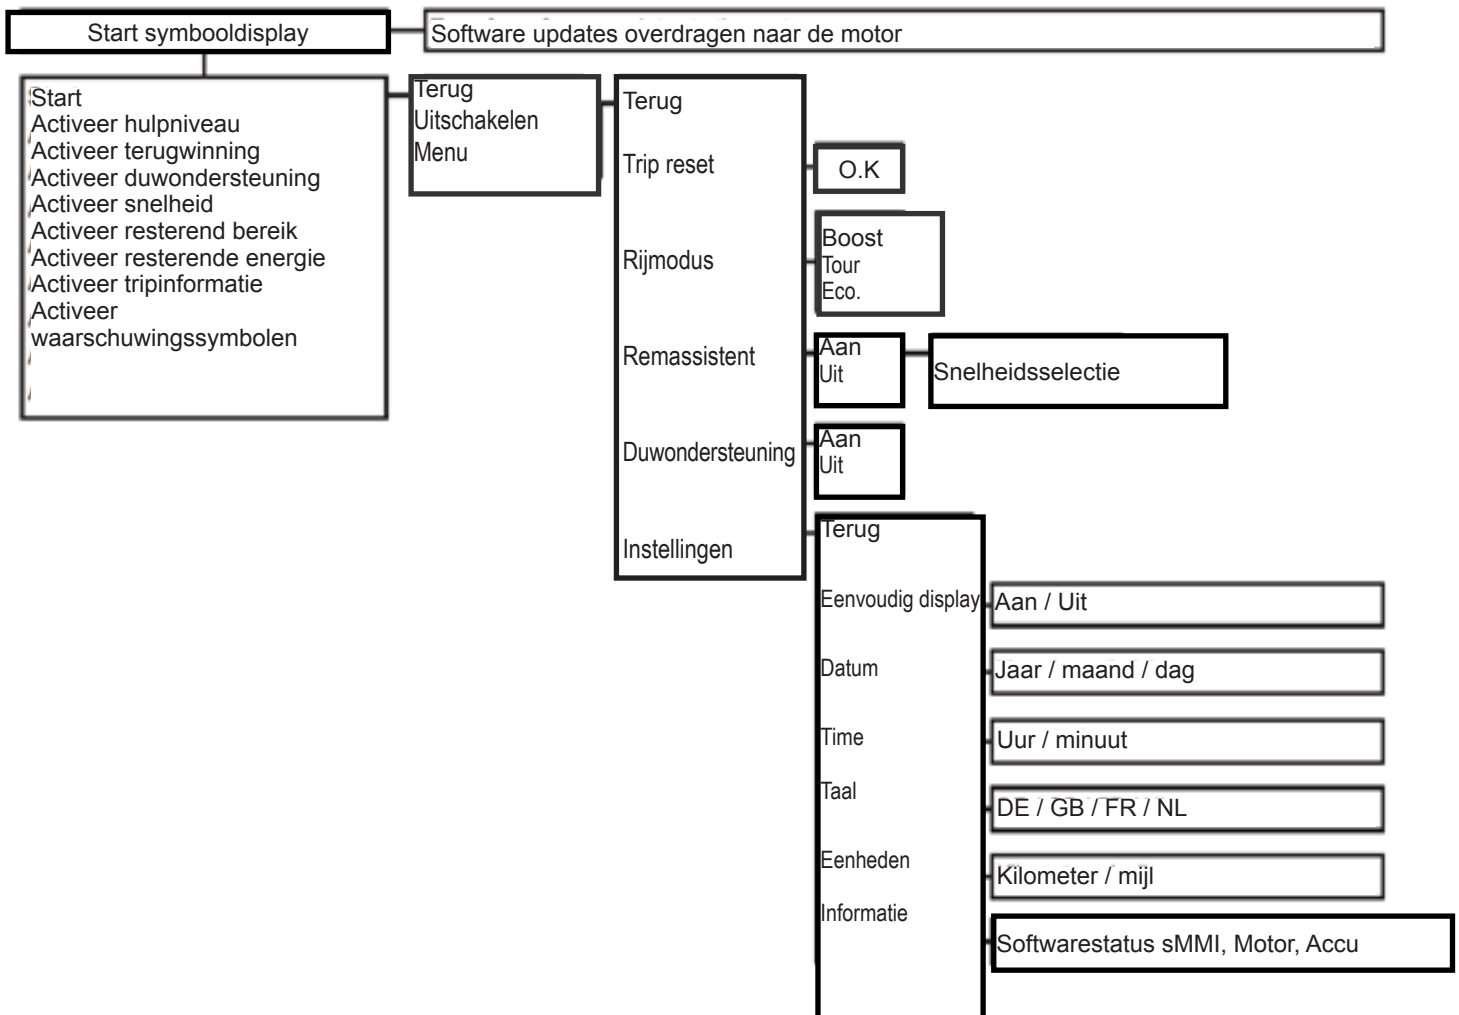 Start symbooldisplay
Software updates overdragen naar de motor
Start
Activeer hulpniveau
Activeer terugwinning
Activeer duwondersteuning
Activeer snelheid
Activeer resterend bereik
Activeer resterende energie
Activeer tripinformatie
Activeer
waarschuwingssymbolen
Terug
Uitschakelen
Menu
Terug
Trip reset
O.K
Rijmodus
Boost
Tour
Eco.
Remassistent
Aan
Uit
Snelheidsselectie
Duwondersteuning
Aan
Uit
Instellingen
Terug
Eenvoudig display
Aan / Uit
Datum
Jaar / maand / dag
Time
Uur / minuut
Taal
DE / GB / FR / NL
Eenheden
Kilometer / mijl
Informatie
Softwarestatus sMMI, Motor, Accu